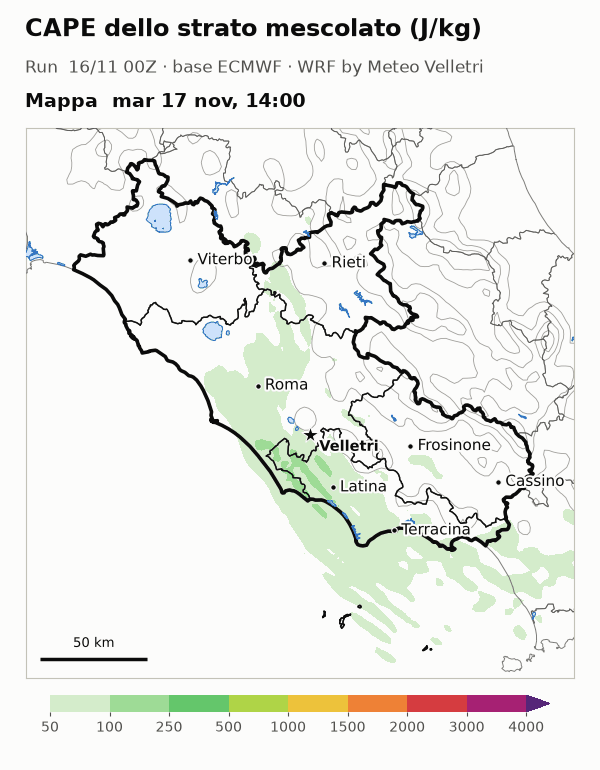 CAPE dello strato mescolato (J/kg)
Run  16/11 00Z · base ECMWF · WRF by Meteo Velletri
Mappa  mar 17 nov, 14:00
Viterbo
Rieti
Roma
Velletri
Frosinone
Latina
Cassino
Terracina
50 km
50 100 250 500 1000 1500 2000 3000 4000